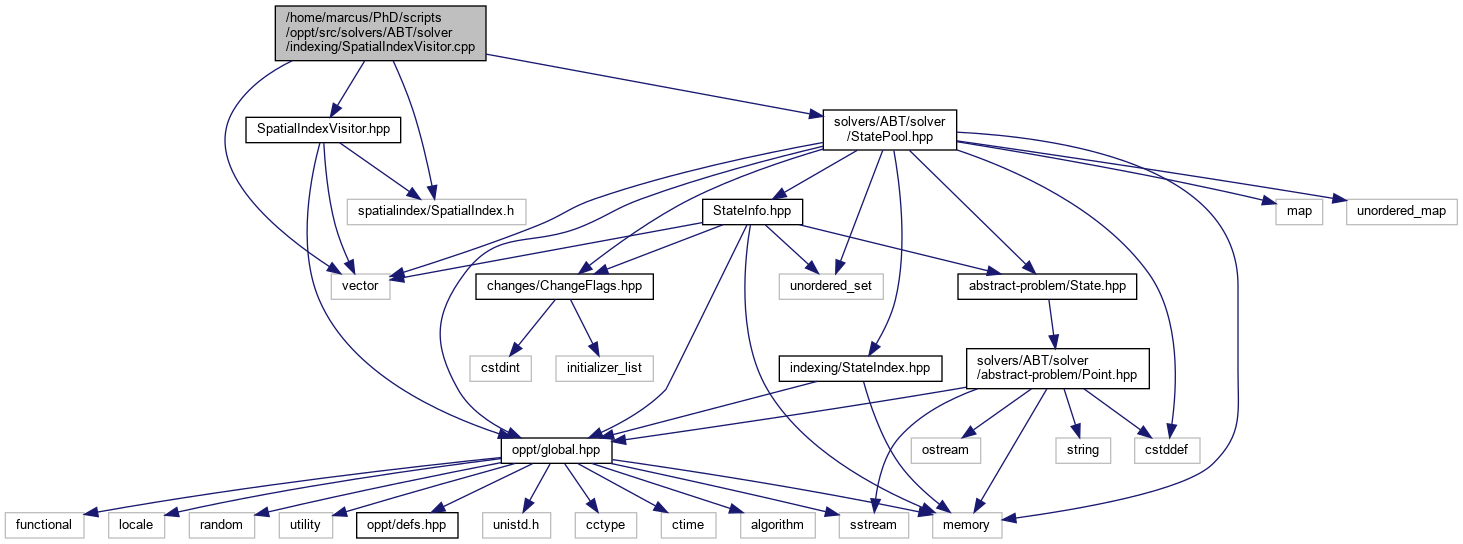 /home/marcus/PhD/scripts
/oppt/src/solvers/ABT/solver
/indexing/SpatialIndexVisitor.cpp
SpatialIndexVisitor.hpp
solvers/ABT/solver
/StatePool.hpp
spatialindex/SpatialIndex.h
StateInfo.hpp
map
unordered_map
vector
changes/ChangeFlags.hpp
unordered_set
abstract-problem/State.hpp
cstdint
initializer_list
indexing/StateIndex.hpp
solvers/ABT/solver
/abstract-problem/Point.hpp
oppt/global.hpp
ostream
string
cstddef
functional
locale
random
utility
oppt/defs.hpp
unistd.h
cctype
ctime
algorithm
sstream
memory